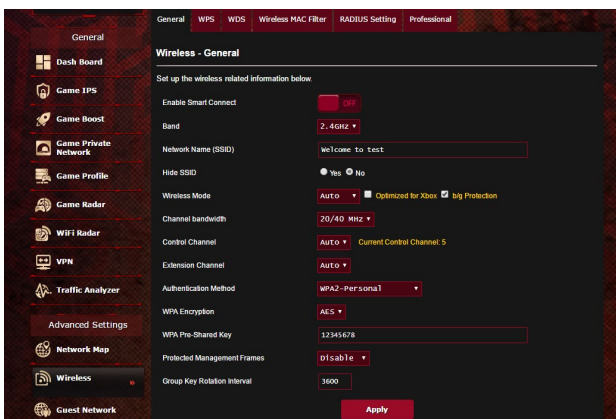 General WPS WDS Wireless MAC Filter RADIUS Setting Professional
General
Dash Board
Game IPS
Game Boost
Game Private
Network
Game Profile
Game Radar
WiFi Radar
VPN
Traffic Analyzer
Advanced Settings
Network Map
Wireless
Guest Network
Wireless - General
Set up the wireless related information below.
Enable Smart Connect OFF
Band 2.4GHz
Network Name (SSID) Welcome to test
Hide SSID Yes No
Wireless Mode Auto Optimized for Xbox b/g Protection
Channel bandwidth 20/40 MHz
Control Channel Auto Current Control Channel: 5
Extension Channel Auto
Authentication Method WPA2-Personal
WPA Encryption AES
WPA Pre-Shared Key 12345678
Protected Management Frames Disable
Group Key Rotation Interval 3600
Apply